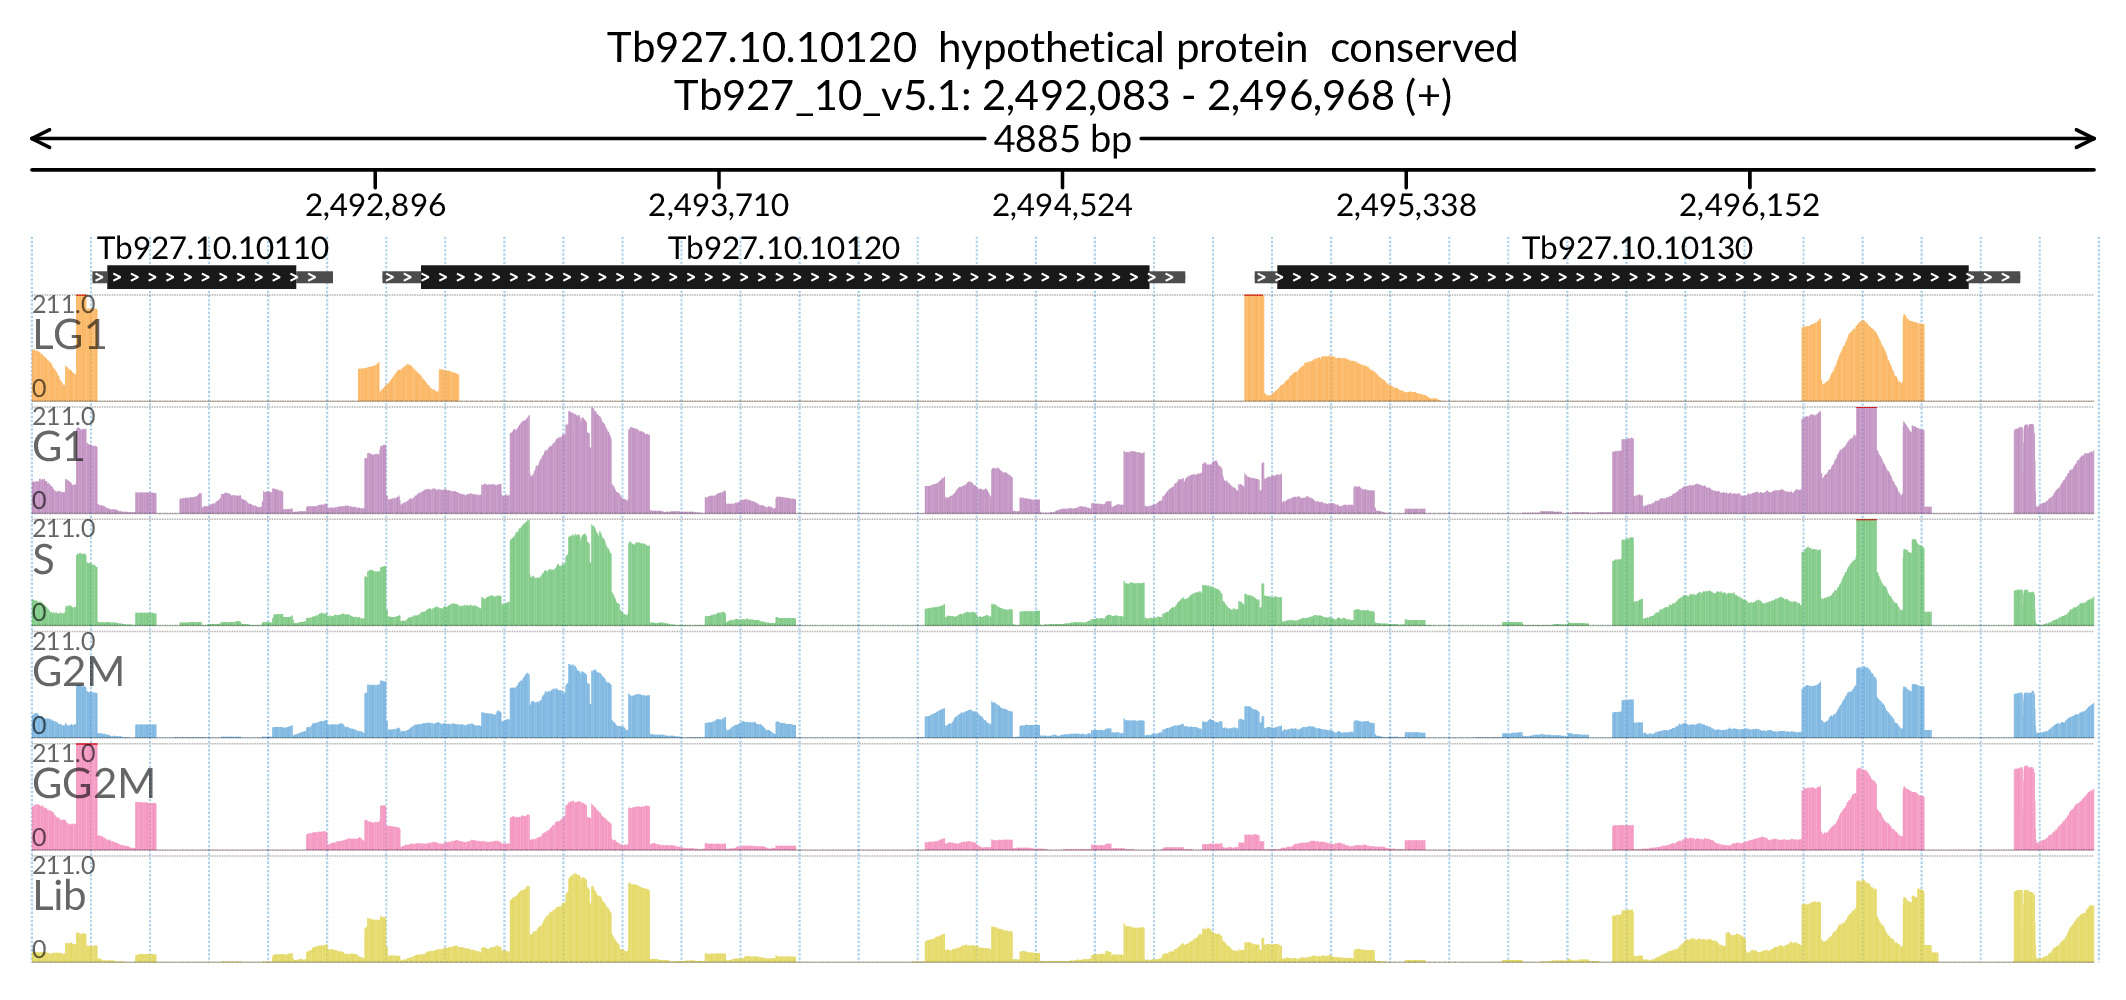 Tb927.10.10120 hypothetical protein conserved
Tb927_10_v5.1: 2,492,083 - 2,496,968 (+)
4885 bp
2,492,896 2,493,710 2,494,524 2,495,338 2,496,152
Tb927.10.10110 Tb927.10.10120 Tb927.10.10130
211.0
LG1
0
211.0
G1
0
211.0
S
0
211.0
G2M
0
211.0
GG2M
0
211.0
Lib
0